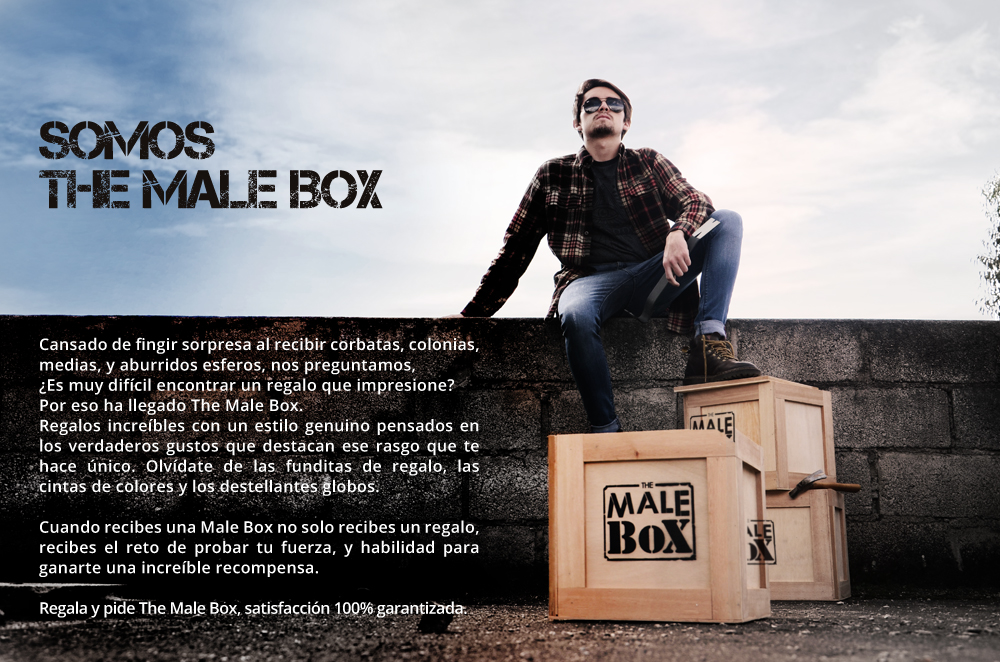 SOMOS
THE MALE BOX
Cansado de fingir sorpresa al recibir corbatas, colonias,
medias, y aburridos esferos, nos preguntamos,
¿Es muy difícil encontrar un regalo que impresione?
Por eso ha llegado The Male Box.
Regalos increíbles con un estilo genuino pensados en
los verdaderos gustos que destacan ese rasgo que te
hace único. Olvídate de las funditas de regalo, las
cintas de colores y los destellantes globos.
Cuando recibes una Male Box no solo recibes un regalo,
recibes el reto de probar tu fuerza, y habilidad para
ganarte una increíble recompensa.
Regala y pide The Male Box, satisfacción 100% garantizada.
THE
MALE
THE
MALE
BOX
ALE
OX